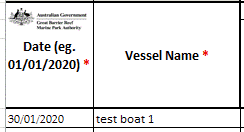 Australian Government
Great Barrier Reef
Marine Park Authority
Date (eg.
01/01/2020) *
Vessel Name *
30/01/2020
test boat 1